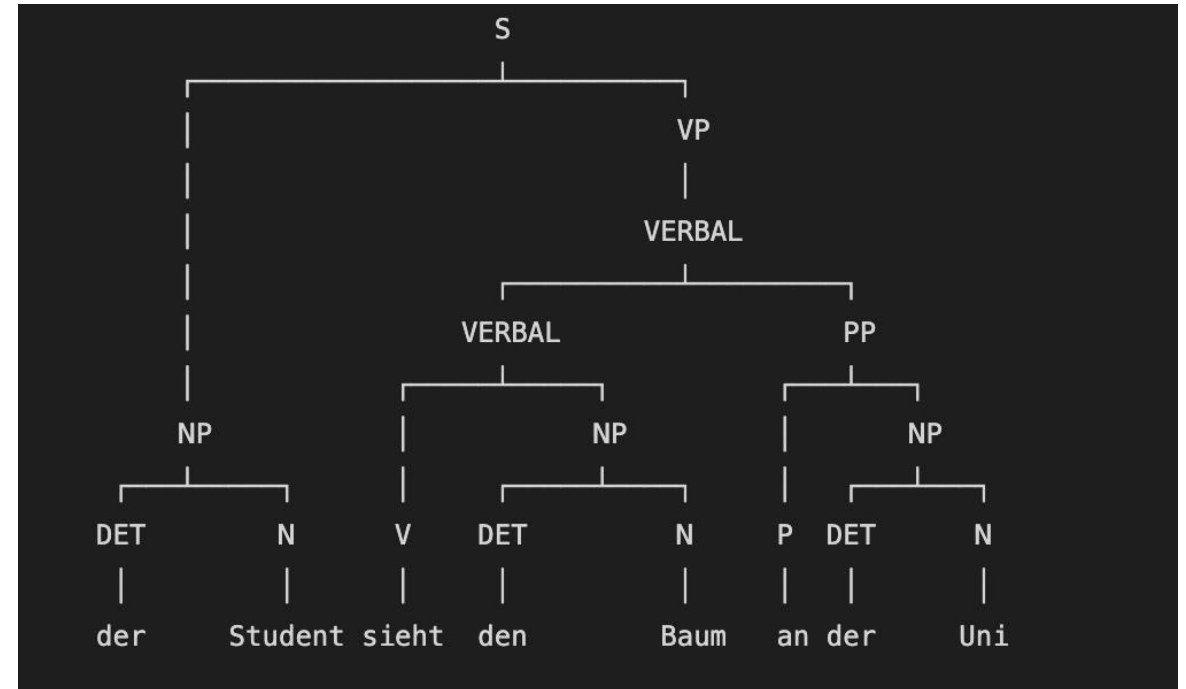 S
VP
VERBAL
VERBAL PP
NP NP NP
DET N V DET N P DET N
der Student sieht den Baum an der Uni